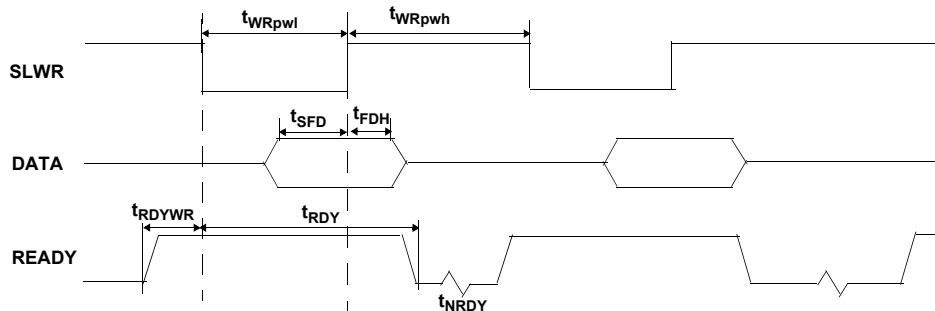 tWRpwl tWRpwh
SLWR
tSFD tFDH
DATA
tRDYWR tRDY
READY
tNRDY